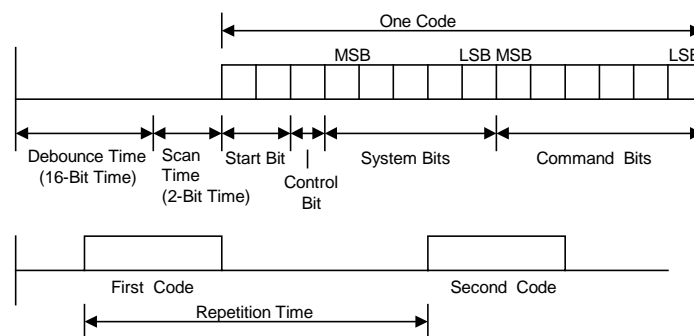 One Code
MSB LSB MSB LSB
Debounce Time
(16-Bit Time)
Scan
Time
(2-Bit Time)
Start Bit
Control
Bit
System Bits
Command Bits
First Code
Second Code
Repetition Time